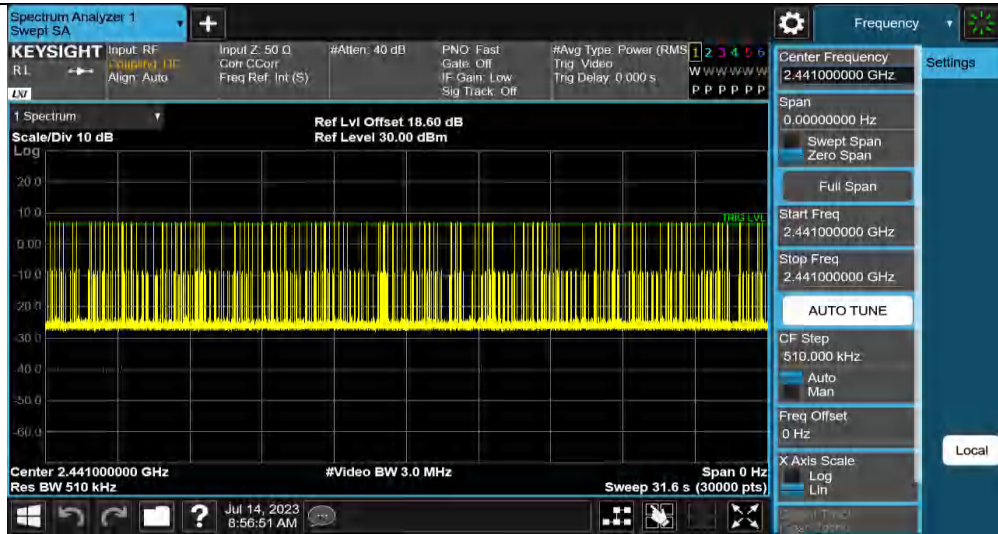 Spectrum Analyzer 1
Swept SA
+
Frequency
KEYSIGHT
RL
LXI
Input: RF
Coupling: DC
Align: Auto
Input Z: 50 Ω
Corr CCorr
Freq Ref: Int (S)
#Atten: 40 dB
PNO: Fast
Gate: Off
IF Gain: Low
Sig Track: Off
#Avg Type: Power (RMS
Trig: Video
Trig Delay: 0.000 s
1 2 3 4 5 6
W W W W W W
P P P P P P
1 Spectrum
Scale/Div 10 dB
Ref Lvl Offset 18.60 dB
Ref Level 30.00 dBm
Log
20.0
10.0
0.00
-10.0
-20.0
-30.0
-40.0
-50.0
-60.0
TRIG LVL
Center 2.441000000 GHz
#Video BW 3.0 MHz
Span 0 Hz
Res BW 510 kHz
Sweep 31.6 s (30000 pts)
Center Frequency
2.441000000 GHz
Settings
Span
0.00000000 Hz
Swept Span
Zero Span
Full Span
Start Freq
2.441000000 GHz
Stop Freq
2.441000000 GHz
AUTO TUNE
CF Step
510.000 kHz
Auto
Man
Freq Offset
0 Hz
X Axis Scale
Log
Lin
Local
?
Jul 14, 2023
8:56:51 AM